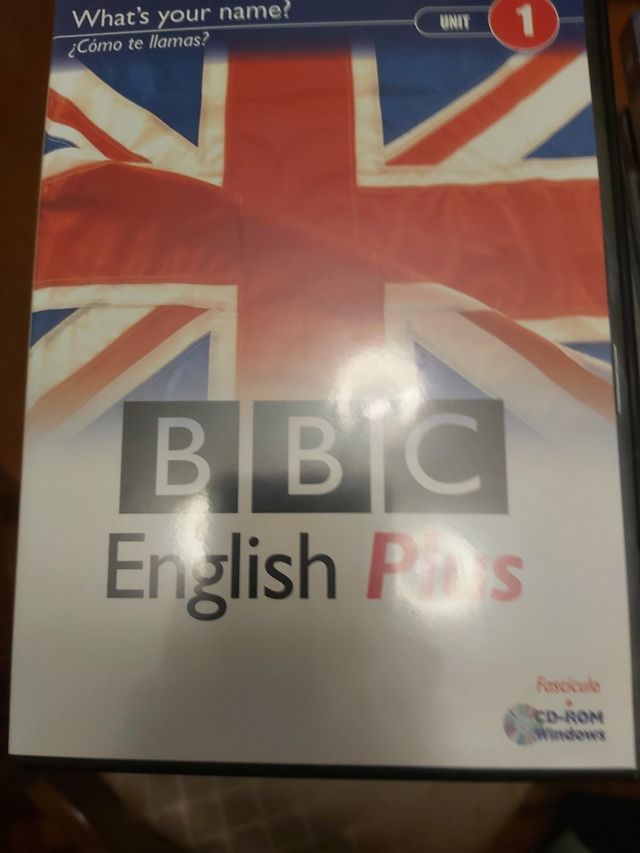 What's your name?
UNIT 1
¿Cómo te llamas?
BBC
English Plus
Fascículo
+
CD-ROM
Windows